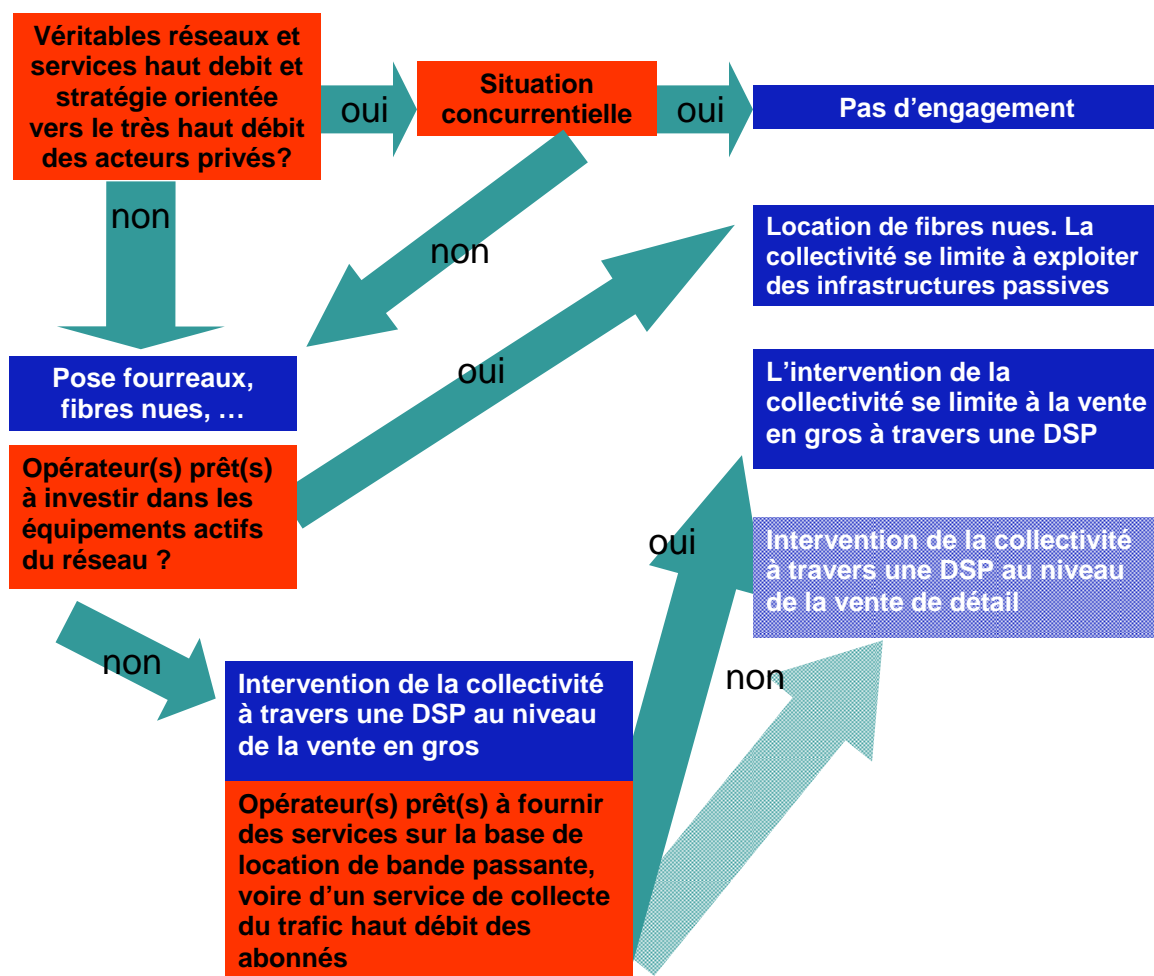 Véritables réseaux et
services haut debit et
stratégie orientée
vers le très haut débit
des acteurs privés?
oui
Situation
concurrentielle
oui
Pas d'engagement
non
non
Location de fibres nues. La
collectivité se limite à exploiter
des infrastructures passives
Pose fourreaux,
fibres nues, …
oui
L'intervention de la
collectivité se limite à la vente
en gros à travers une DSP
Opérateur(s) prêt(s)
à investir dans les
équipements actifs
du réseau ?
oui
Intervention de la collectivité
à travers une DSP au niveau
de la vente de détail
non
non
Intervention de la collectivité
à travers une DSP au niveau
de la vente en gros
Opérateur(s) prêt(s) à fournir
des services sur la base de
location de bande passante,
voire d'un service de collecte
du trafic haut débit des
abonnés